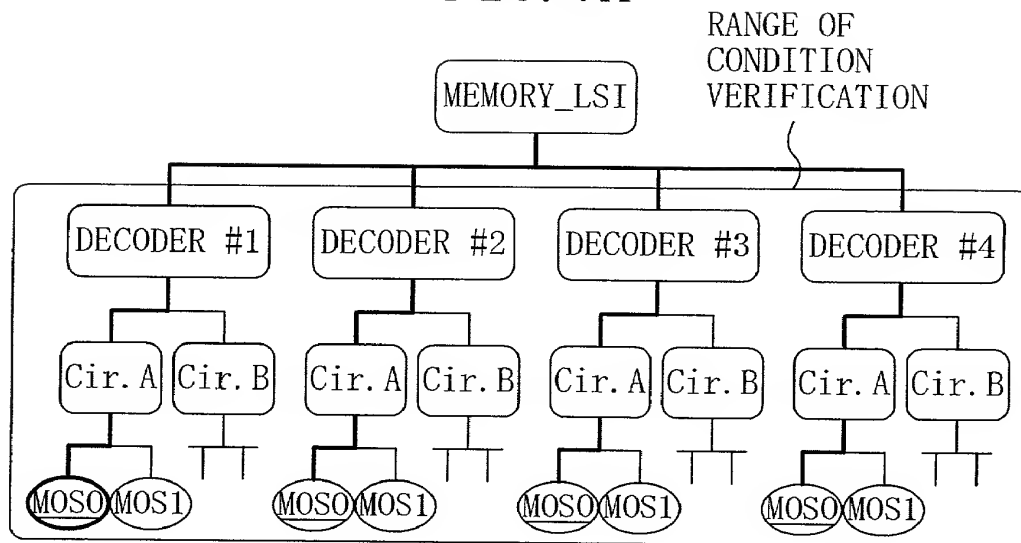 RANGE OF
CONDITION
VERIFICATION
MEMORY_LSI
DECODER #1 DECODER #2 DECODER #3 DECODER #4
Cir. A Cir. B Cir. A Cir. B Cir. A Cir. B Cir. A Cir. B
MOS0 MOS1 MOS0 MOS1 MOS0 MOS1 MOS0 MOS1